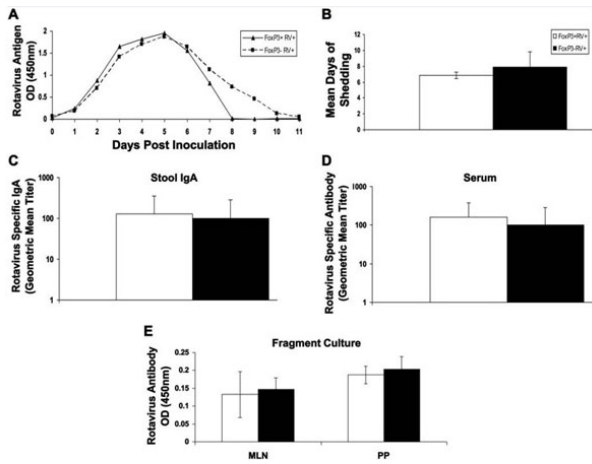 A
Rotavirus Antigen
OD (450nm)
2
1.5
1
0.5
0
0 1 2 3 4 5 6 7 8 9 10 11
Days Post Inoculation
FoxP3+ RV+
FoxP3- RV+
B
Mean Days of
Shedding
12
10
8
6
4
2
0
FoxP3+RV+
FoxP3-RV+
C
Stool IgA
Rotavirus Specific IgA
(Geometric Mean Titer)
1000
100
10
1
D
Serum
Rotavirus Specific Antibody
(Geometric Mean Titer)
1000
100
10
1
E
Fragment Culture
Rotavirus Antibody
OD (450nm)
0.25
0.2
0.15
0.1
0.05
0
MLN PP